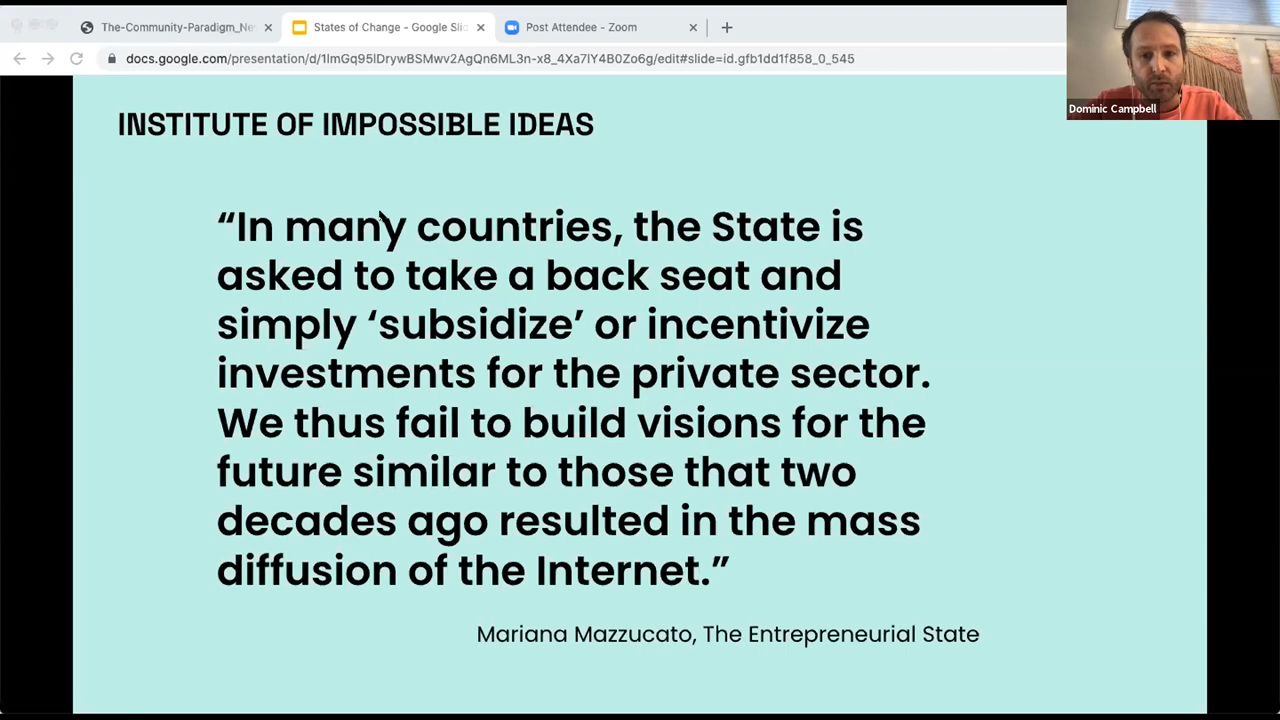 The-Community-Paradigm_Ne
States of Change - Google Slid
Post Attendee - Zoom
docs.google.com/presentation/d/1lmGq95lDrywBSMwv2AgQn6ML3n-x8_4Xa7lY4B0Zo6g/edit#slide=id.gfb1dd1f858_0_545
Dominic Campbell
INSTITUTE OF IMPOSSIBLE IDEAS
“In many countries, the State is
asked to take a back seat and
simply ‘subsidize’ or incentivize
investments for the private sector.
We thus fail to build visions for the
future similar to those that two
decades ago resulted in the mass
diffusion of the Internet.”
Mariana Mazzucato, The Entrepreneurial State